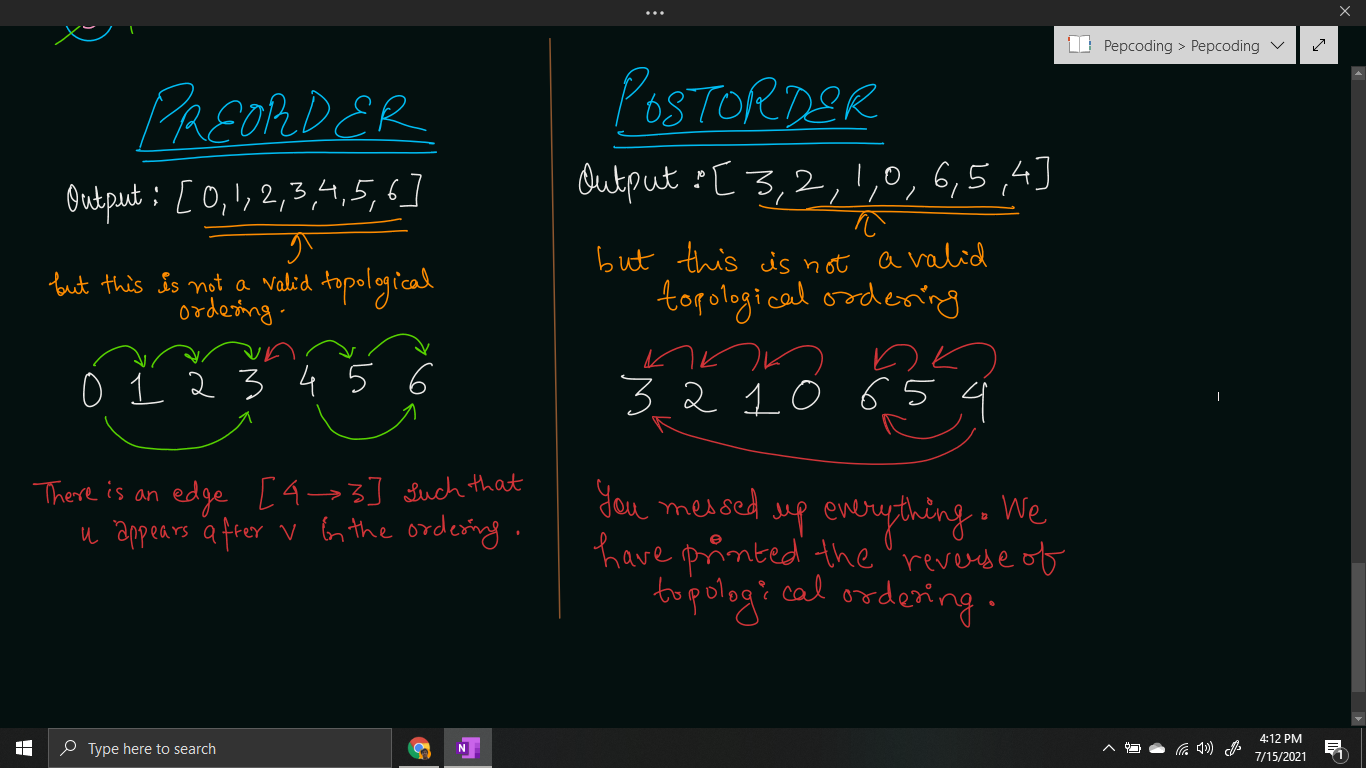 Pepcoding > Pepcoding
PREORDER
Output : [ 0, 1, 2, 3, 4, 5, 6 ]
but this is not a valid topological
ordering.
0 1 2 3 4 5 6
There is an edge [ 4 → 3 ] such that
u appears after v in the ordering.
POSTORDER
Output : [ 3, 2, 1, 0, 6, 5, 4 ]
but this is not a valid
topological ordering
3 2 1 0 6 5 4
You messed up everything. We
have printed the reverse of
topological ordering.
Type here to search
N
4:12 PM
7/15/2021
1